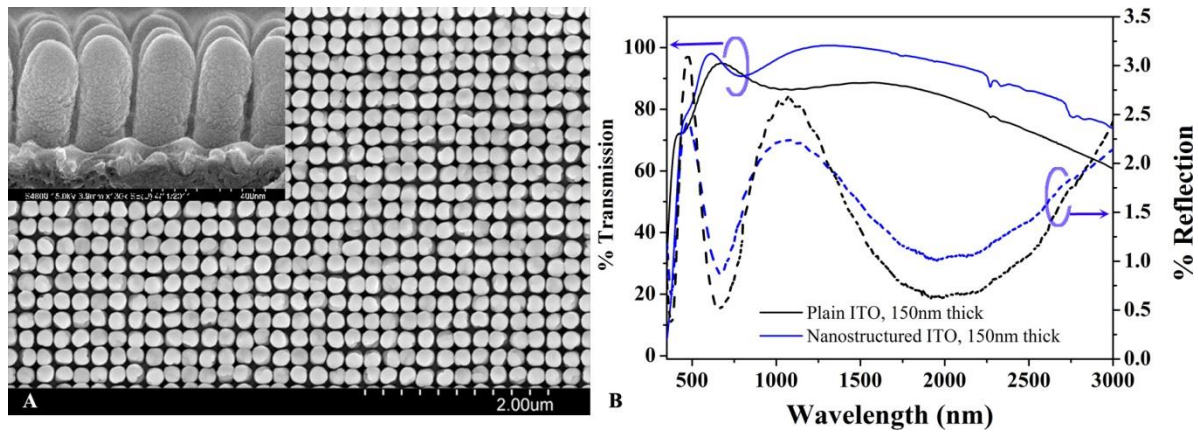 400nm
A
2.00um
% Transmission
100
80
60
40
20
0
500
1000
1500
2000
2500
3000
Wavelength (nm)
B
3.5
3.0
2.5
2.0
1.5
1.0
0.5
0.0
% Reflection
Plain ITO, 150nm thick
Nanostructured ITO, 150nm thick